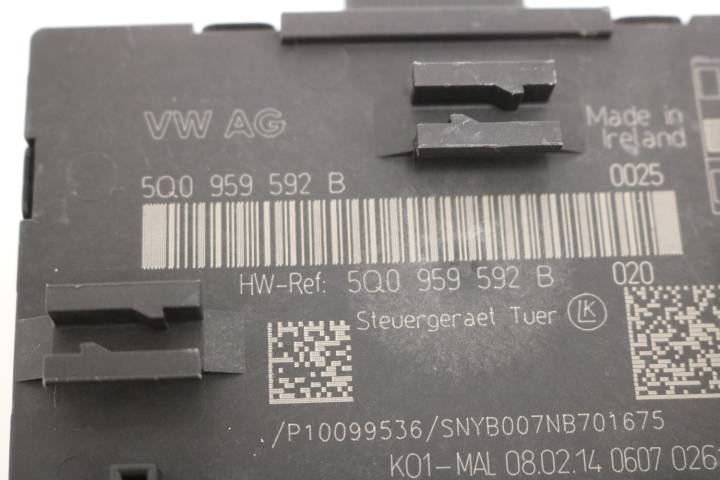 VW AG
Made in
Ireland
5Q0 959 592 B 0025
HW-Ref: 5Q0 959 592 B 020
Steuergeraet Tuer LK
/P10099536/SNYB007NB701675
K01-MAL 08.02.14 0607 026